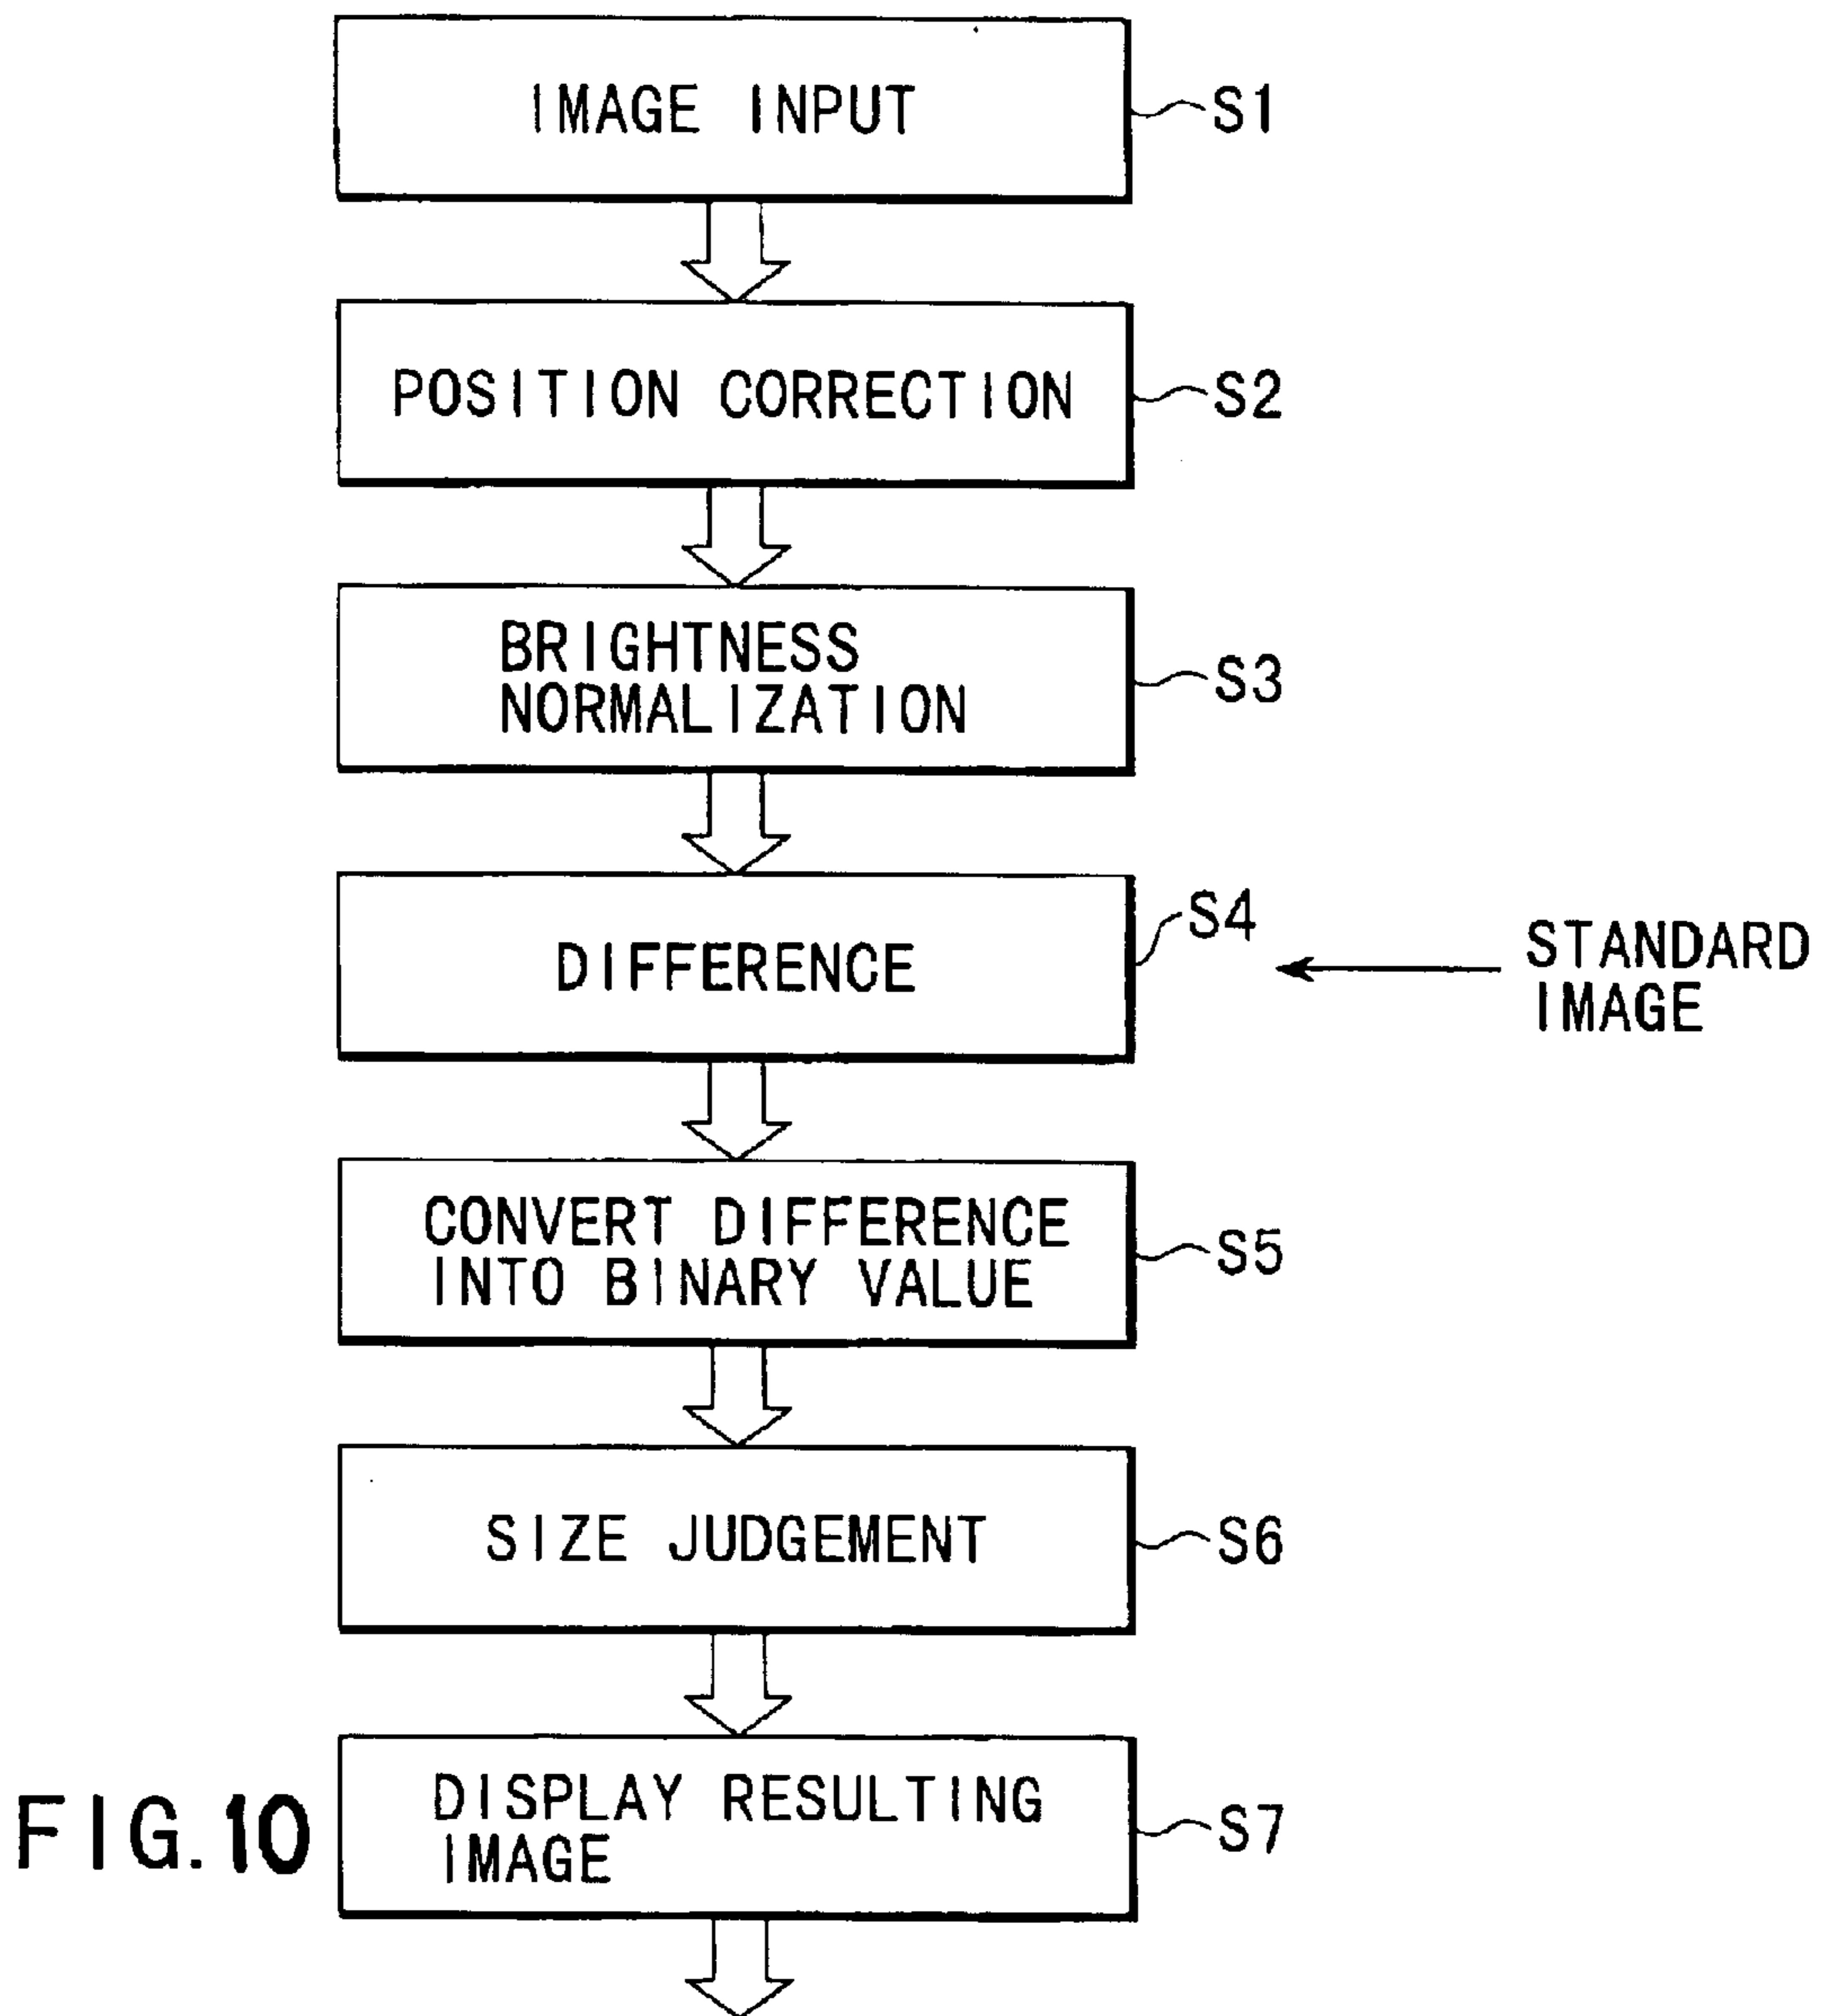 IMAGE INPUT
S1
POSITION CORRECTION
S2
BRIGHTNESS
NORMALIZATION
S3
DIFFERENCE
S4
STANDARD
IMAGE
CONVERT DIFFERENCE
INTO BINARY VALUE
S5
SIZE JUDGEMENT
S6
DISPLAY RESULTING
IMAGE
S7
FIG.10